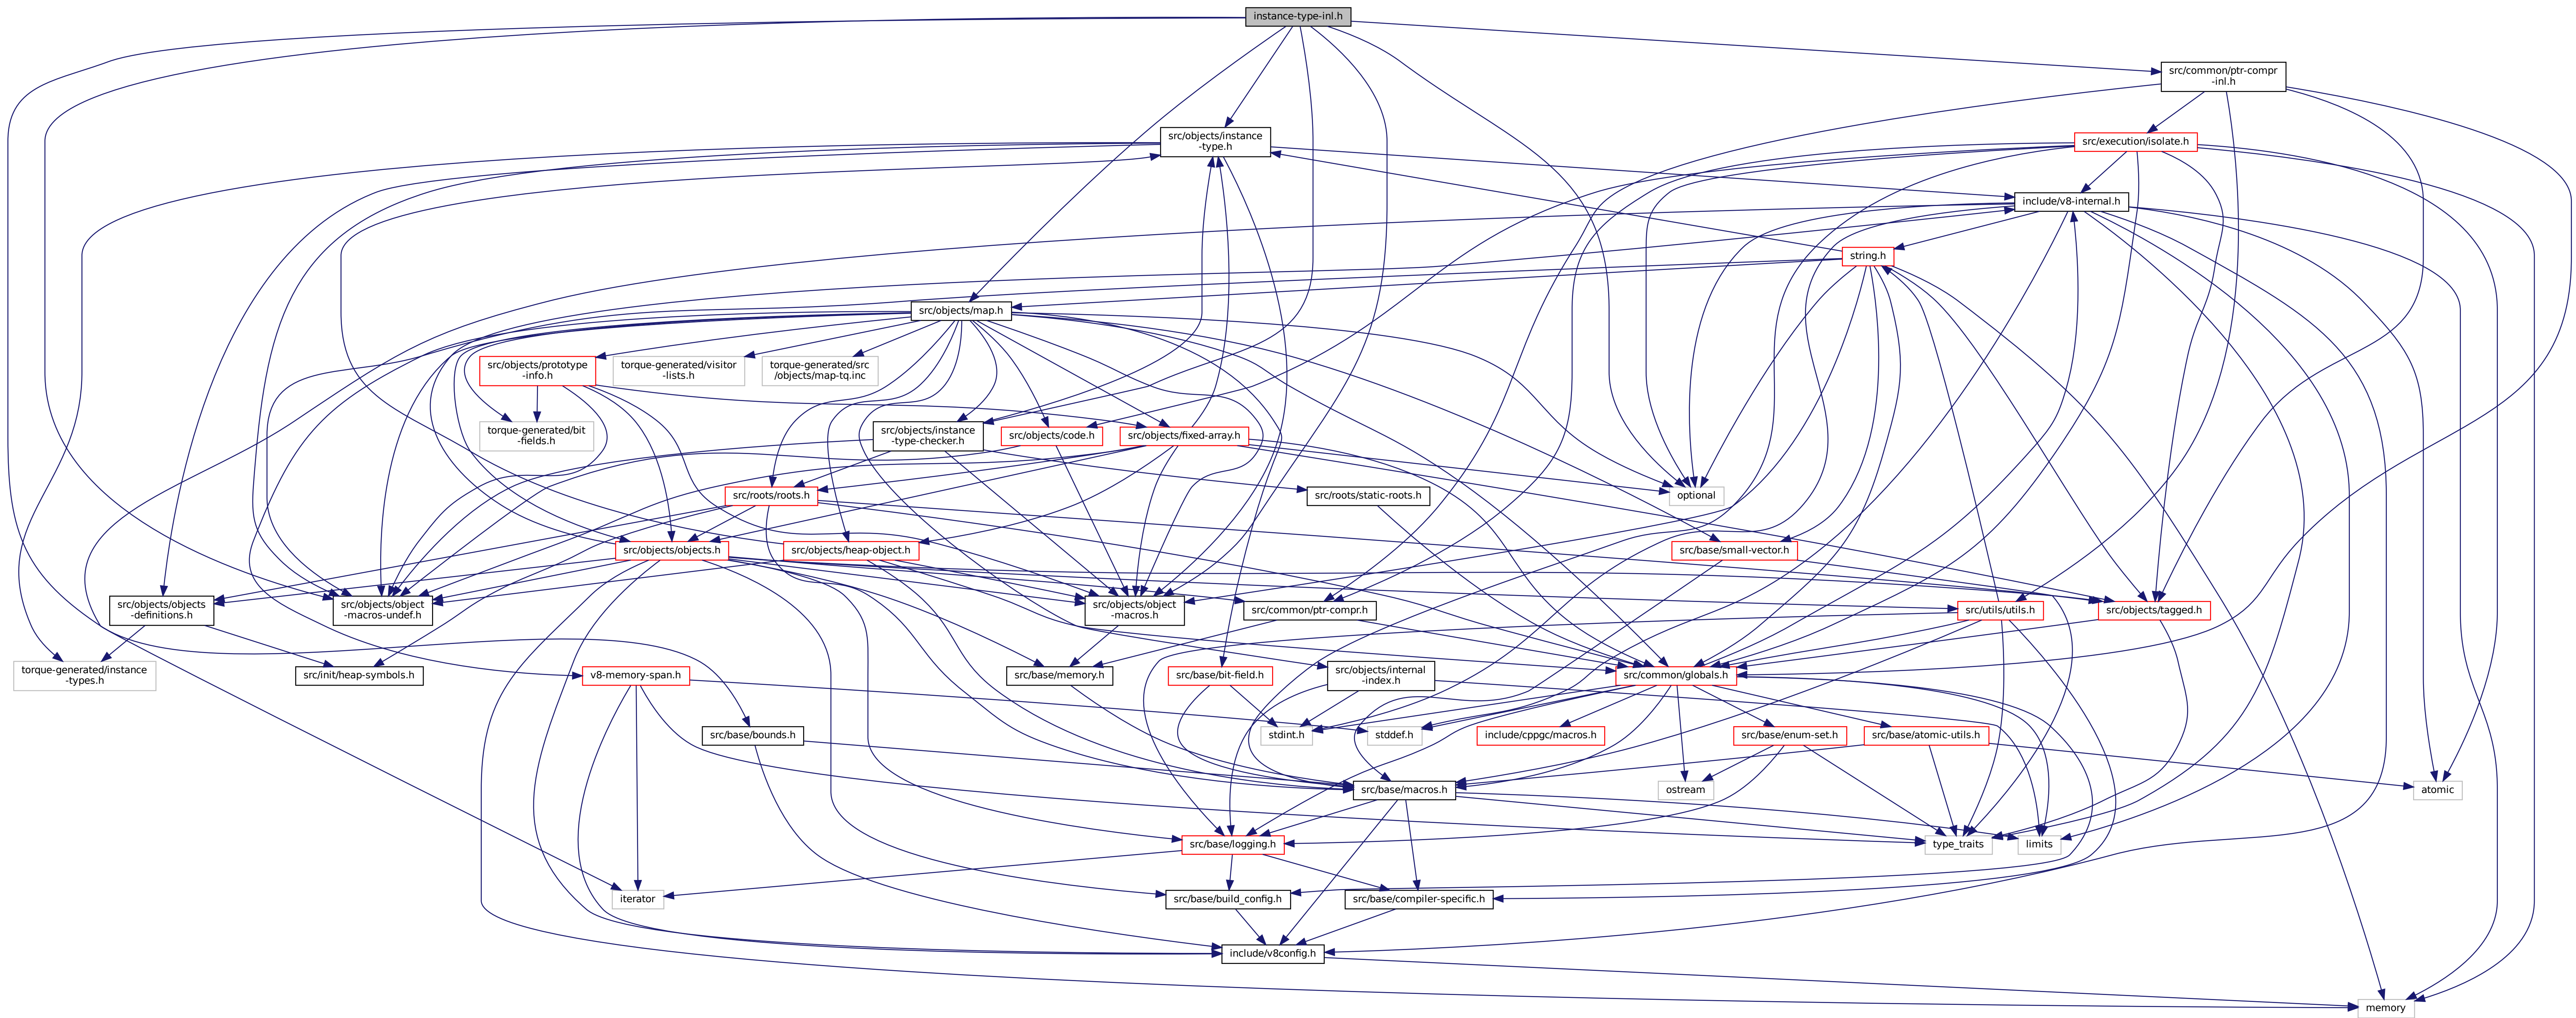 instance-type-inl.h
src/common/ptr-compr
-inl.h
src/objects/instance
-type.h
src/execution/isolate.h
include/v8-internal.h
string.h
src/objects/map.h
src/objects/prototype
-info.h
torque-generated/visitor
-lists.h
torque-generated/src
/objects/map-tq.inc
torque-generated/bit
-fields.h
src/objects/instance
-type-checker.h
src/objects/code.h
src/objects/fixed-array.h
src/roots/roots.h
src/roots/static-roots.h
optional
src/objects/objects.h
src/objects/heap-object.h
src/base/small-vector.h
src/objects/objects
-definitions.h
src/objects/object
-macros-undef.h
src/objects/object
-macros.h
src/common/ptr-compr.h
src/utils/utils.h
src/objects/tagged.h
torque-generated/instance
-types.h
src/init/heap-symbols.h
v8-memory-span.h
src/base/memory.h
src/base/bit-field.h
src/objects/internal
-index.h
src/common/globals.h
src/base/bounds.h
stdint.h
stddef.h
include/cppgc/macros.h
src/base/enum-set.h
src/base/atomic-utils.h
src/base/macros.h
ostream
atomic
src/base/logging.h
type_traits
limits
iterator
src/base/build_config.h
src/base/compiler-specific.h
include/v8config.h
memory